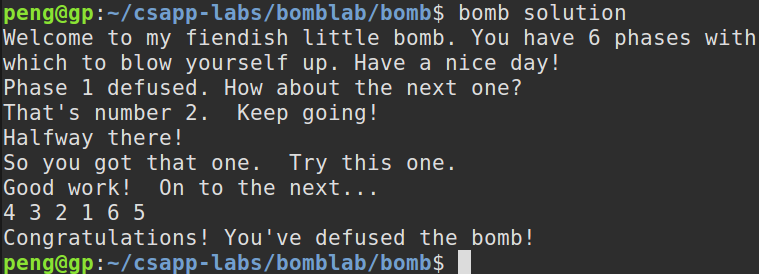 peng@gp:~/csapp-labs/bomblab/bomb$ bomb solution
Welcome to my fiendish little bomb. You have 6 phases with
which to blow yourself up. Have a nice day!
Phase 1 defused. How about the next one?
That's number 2.  Keep going!
Halfway there!
So you got that one.  Try this one.
Good work!  On to the next...
4 3 2 1 6 5
Congratulations! You've defused the bomb!
peng@gp:~/csapp-labs/bomblab/bomb$